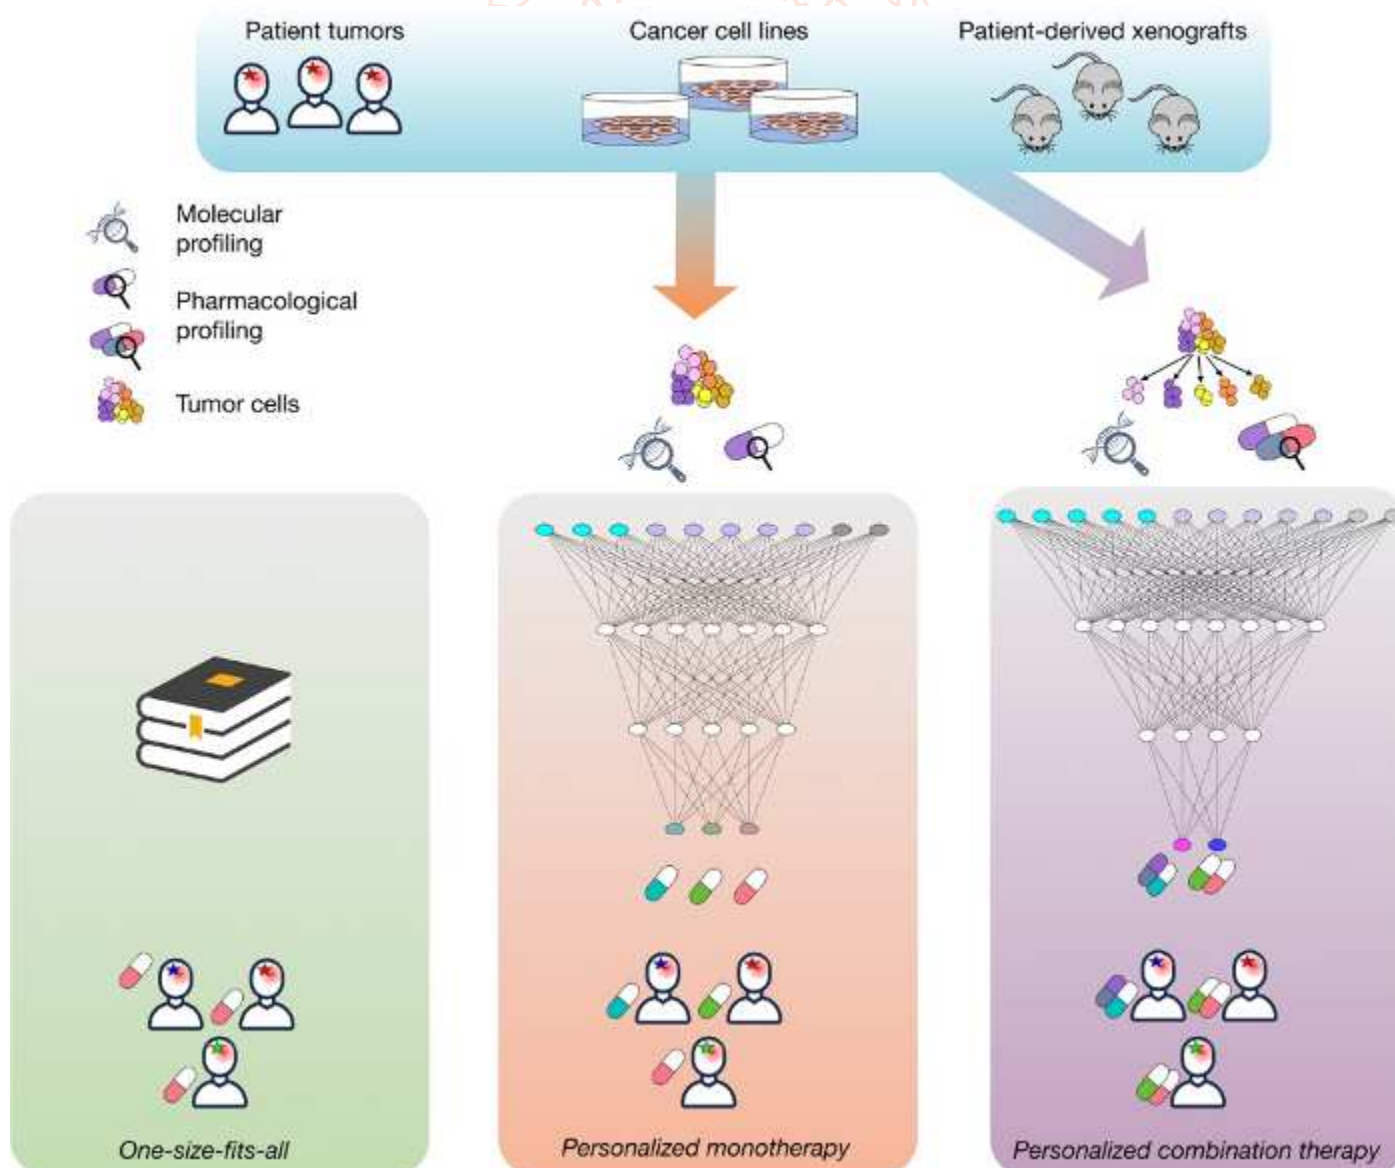 Patient tumors
Cancer cell lines
Patient-derived xenografts
Molecular
profiling
Pharmacological
profiling
Tumor cells
One-size-fits-all
Personalized monotherapy
Personalized combination therapy